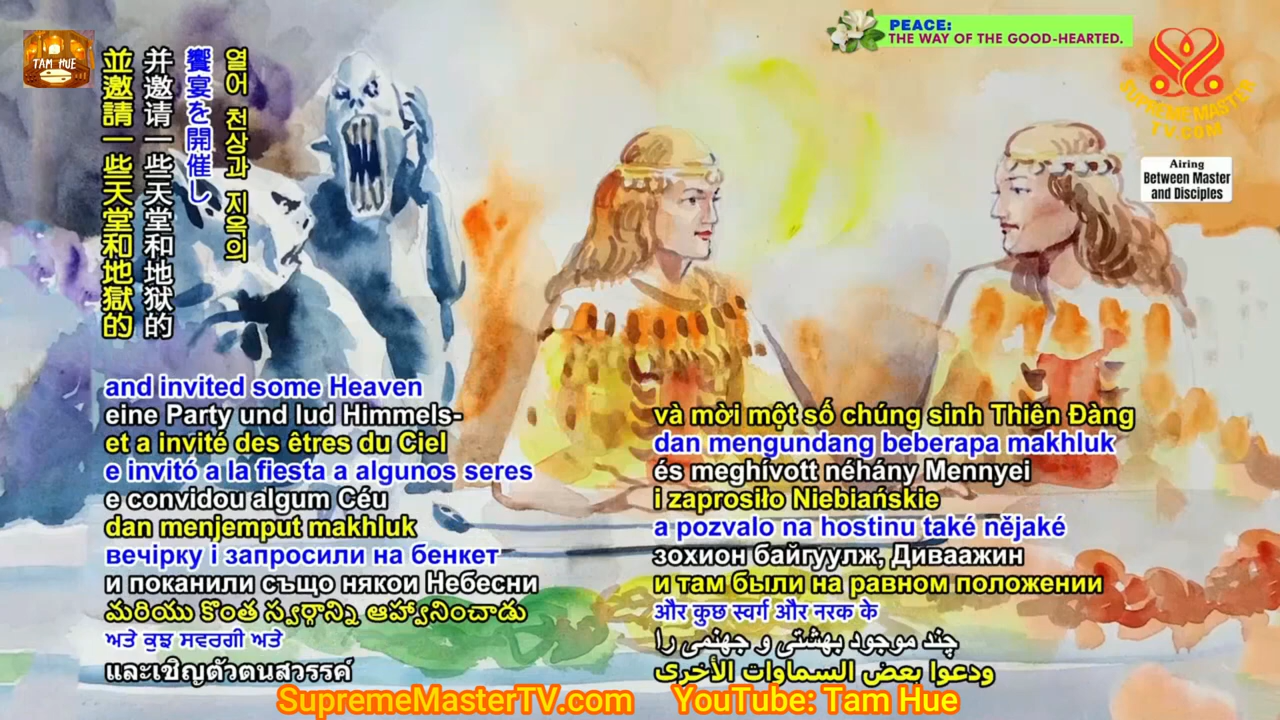 TAM HUE
PEACE:
THE WAY OF THE GOOD-HEARTED.
SUPREME MASTER
TV.COM
Airing
Between Master
and Disciples
並邀請一些天堂和地獄的
并邀请一些天堂和地狱的
饗宴を開催し
열어 천상과 지옥의
and invited some Heaven
eine Party und lud Himmels-
et a invité des êtres du Ciel
e invitó a la fiesta a algunos seres
e convidou algum Céu
dan menjemput makhluk
вечірку і запросили на бенкет
и поканили също някои Небесни
మరియు కొంత స్వర్గాన్ని ఆహ్వానించాడు
ਅਤੇ ਕੁਝ ਸਵਰਗੀ ਅਤੇ
และเชิญตัวตนสวรรค์
và mời một số chúng sinh Thiên Đàng
dan mengundang beberapa makhluk
és meghívott néhány Mennyei
i zaprosiło Niebiańskie
a pozvalo na hostinu také nějaké
зохион байгуулж, Диваажин
и там были на равном положении
और कुछ स्वर्ग और नरक के
چند موجود بهشتی و جهنمی را
ودعوا بعض السماوات الأخرى
SupremeMasterTV.com YouTube: Tam Hue